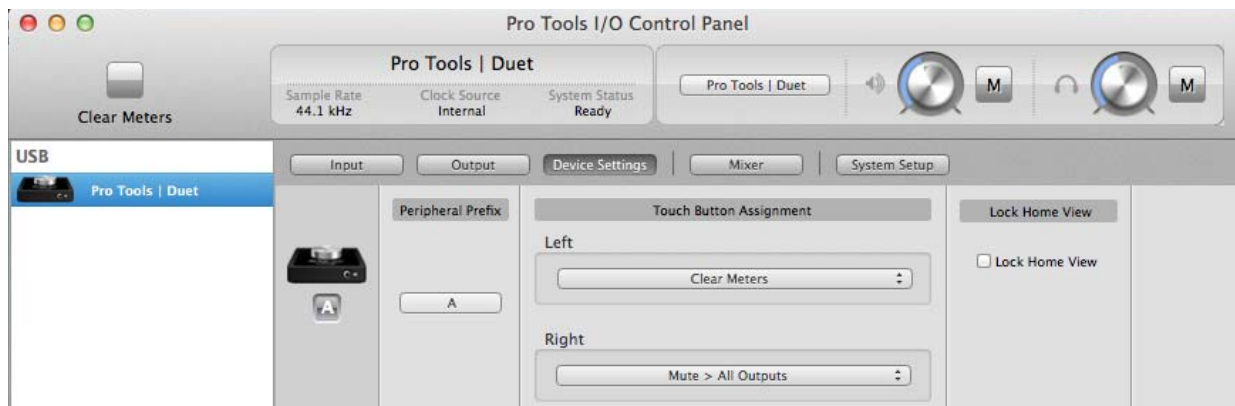 Pro Tools I/O Control Panel
Clear Meters
Pro Tools | Duet
Sample Rate
44.1 kHz
Clock Source
Internal
System Status
Ready
Pro Tools | Duet
M
M
USB
Pro Tools | Duet
Input
Output
Device Settings
Mixer
System Setup
A
Peripheral Prefix
A
Touch Button Assignment
Left
Clear Meters
Right
Mute > All Outputs
Lock Home View
Lock Home View